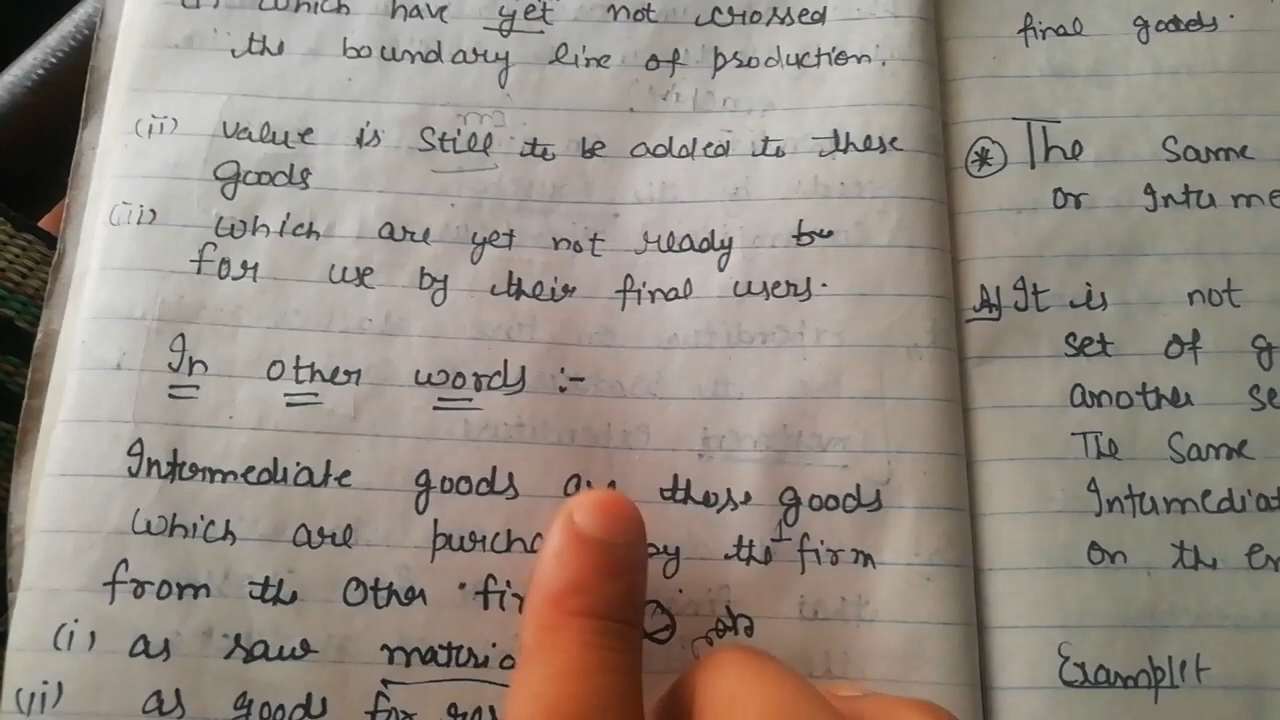 which have yet not crossed
the boundary line of production.
(ii) value is still to be added to these
goods
(iii) which are yet not ready
for use by their final users.
In other words :-
Intermediate goods those goods
which are by the firm
from the other
(i) as raw
(ii) as goods for
final goods.
The Same
or
A) It is not
set of
another
The Same
on the
Example